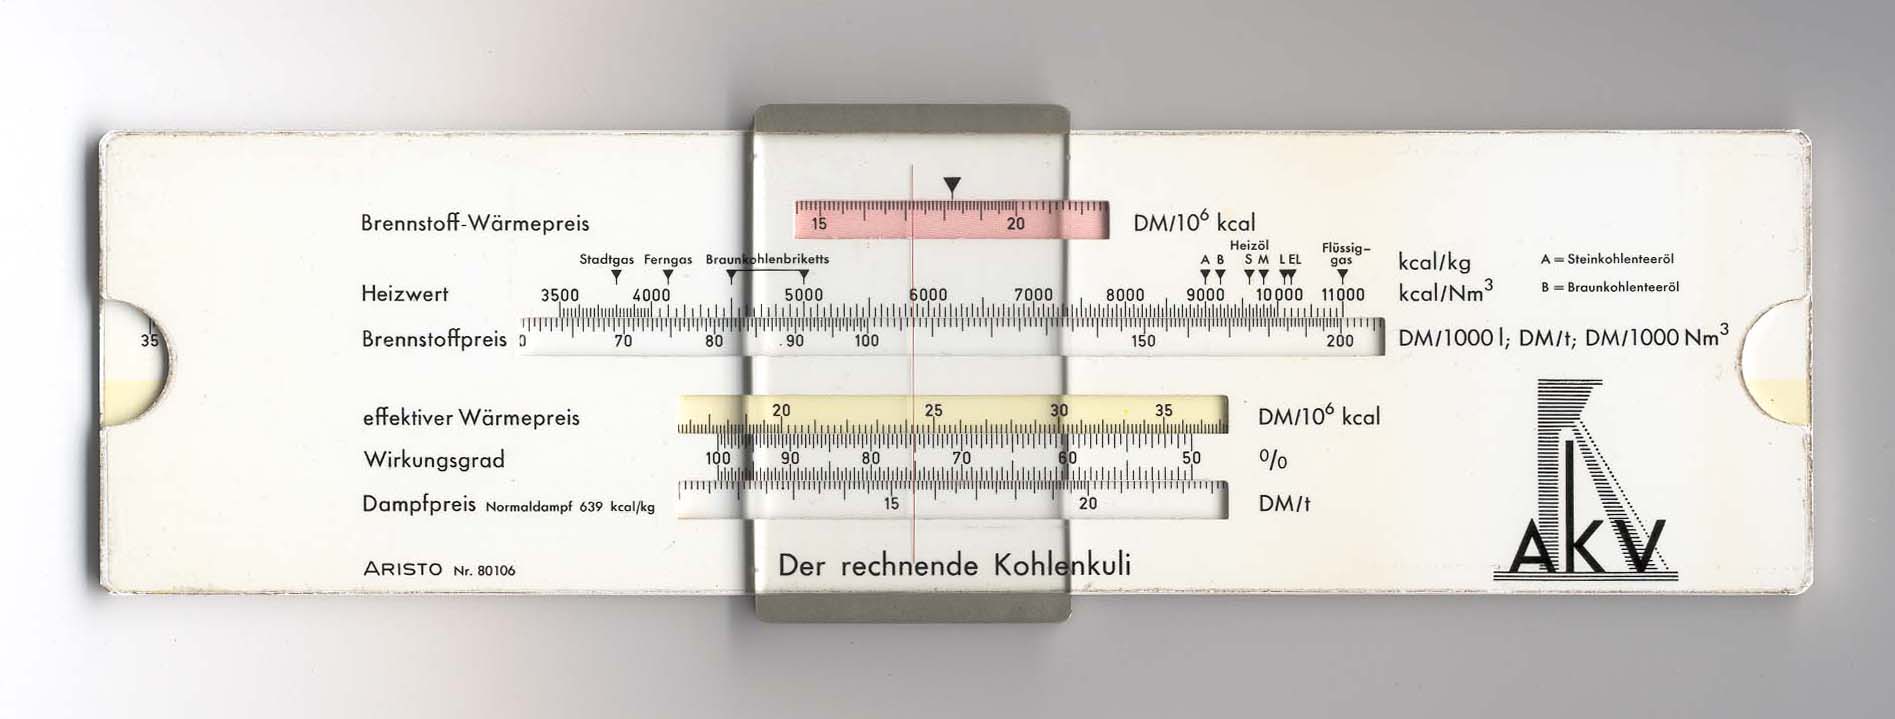 Brennstoff-Wärmepreis 15 20 DM/10⁶ kcal
Heizöl Flüssig-
Stadtgas Ferngas Braunkohlenbriketts A B S M L EL gas kcal/kg A = Steinkohlenteeröl
Heizwert 3500 4000 5000 6000 7000 8000 9000 10000 11000 kcal/Nm³ B = Braunkohlenteeröl
35 Brennstoffpreis 0 70 80 90 100 150 200 DM/1000 l; DM/t; DM/1000 Nm³
effektiver Wärmepreis 20 25 30 35 DM/10⁶ kcal
Wirkungsgrad 100 90 80 70 60 50 %
Dampfpreis Normaldampf 639 kcal/kg 15 20 DM/t
AKV
ARISTO Nr. 80106 Der rechnende Kohlenkuli